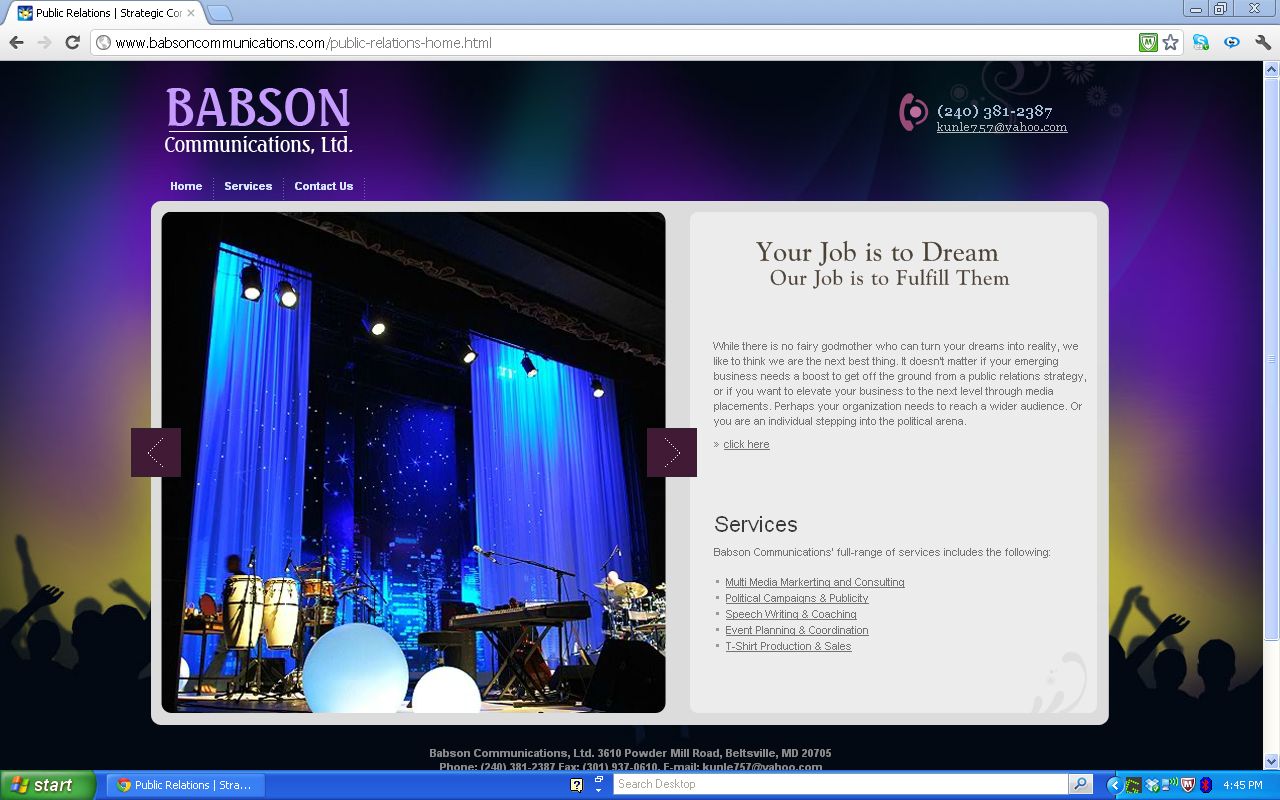 Public Relations | Strategic Co
www.babsoncommunications.com/public-relations-home.html
BABSON
Communications, Ltd.
(240) 381-2387
kunle757@yahoo.com
Home Services Contact Us
Your Job is to Dream
Our Job is to Fulfill Them
While there is no fairy godmother who can turn your dreams into reality, we
like to think we are the next best thing. It doesn't matter if your emerging
business needs a boost to get off the ground from a public relations strategy,
or if you want to elevate your business to the next level through media
placements. Perhaps your organization needs to reach a wider audience. Or
you are an individual stepping into the political arena.
» click here
Services
Babson Communications' full-range of services includes the following:
Multi Media Markerting and Consulting
Political Campaigns & Publicity
Speech Writing & Coaching
Event Planning & Coordination
T-Shirt Production & Sales
Babson Communications, Ltd. 3610 Powder Mill Road, Beltsville, MD 20705
Phone: (240) 381-2387 Fax: (301) 937-0610, E-mail: kunle757@yahoo.com
start Public Relations | Stra... Search Desktop 4:45 PM